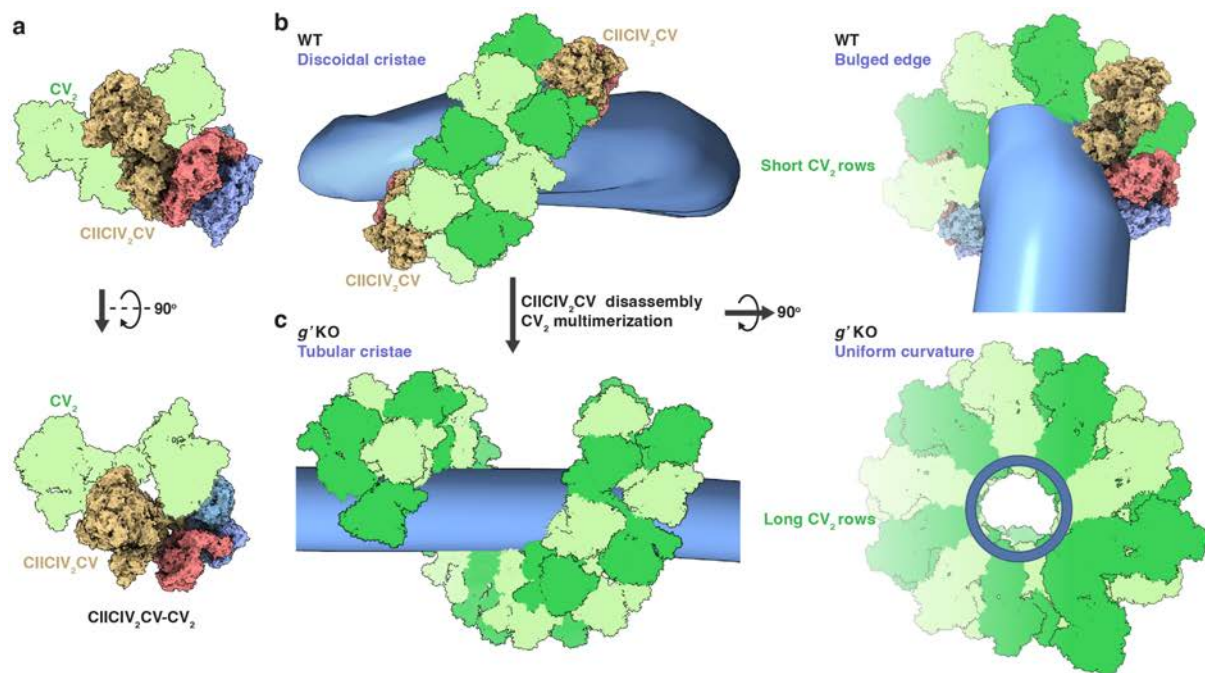 a
CV₂
CIICIV₂CV
90°
CV₂
CIICIV₂CV
CIICIV₂CV-CV₂
b
WT
Discoidal cristae
CIICIV₂CV
CIICIV₂CV
WT
Bulged edge
Short CV₂ rows
CIICIV₂CV disassembly
CV₂ multimerization
90°
c
g’ KO
Tubular cristae
g’ KO
Uniform curvature
Long CV₂ rows